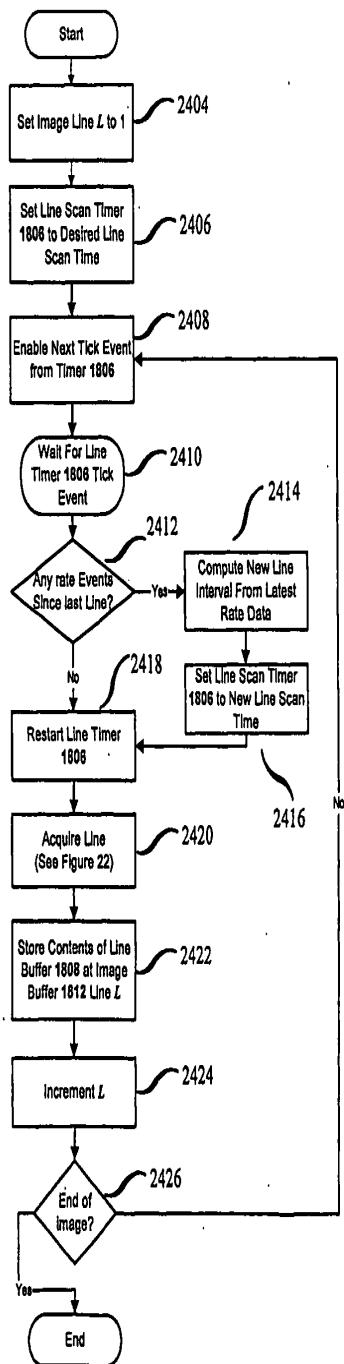 Start
Set Image Line L to 1
2404
Set Line Scan Timer
1806 to Desired Line
Scan Time
2406
Enable Next Tick Event
from Timer 1806
2408
Wait For Line
Timer 1806 Tick
Event
2410
Any rate Events
Since last Line?
2412
Yes
Compute New Line
Interval From Latest
Rate Data
2414
Set Line Scan Timer
1806 to New Line Scan
Time
2416
No
Restart Line Timer
1806
2418
Acquire Line
(See Figure 22)
2420
Store Contents of Line
Buffer 1808 at Image
Buffer 1812 Line L
2422
Increment L
2424
End of
Image?
2426
No
Yes
End